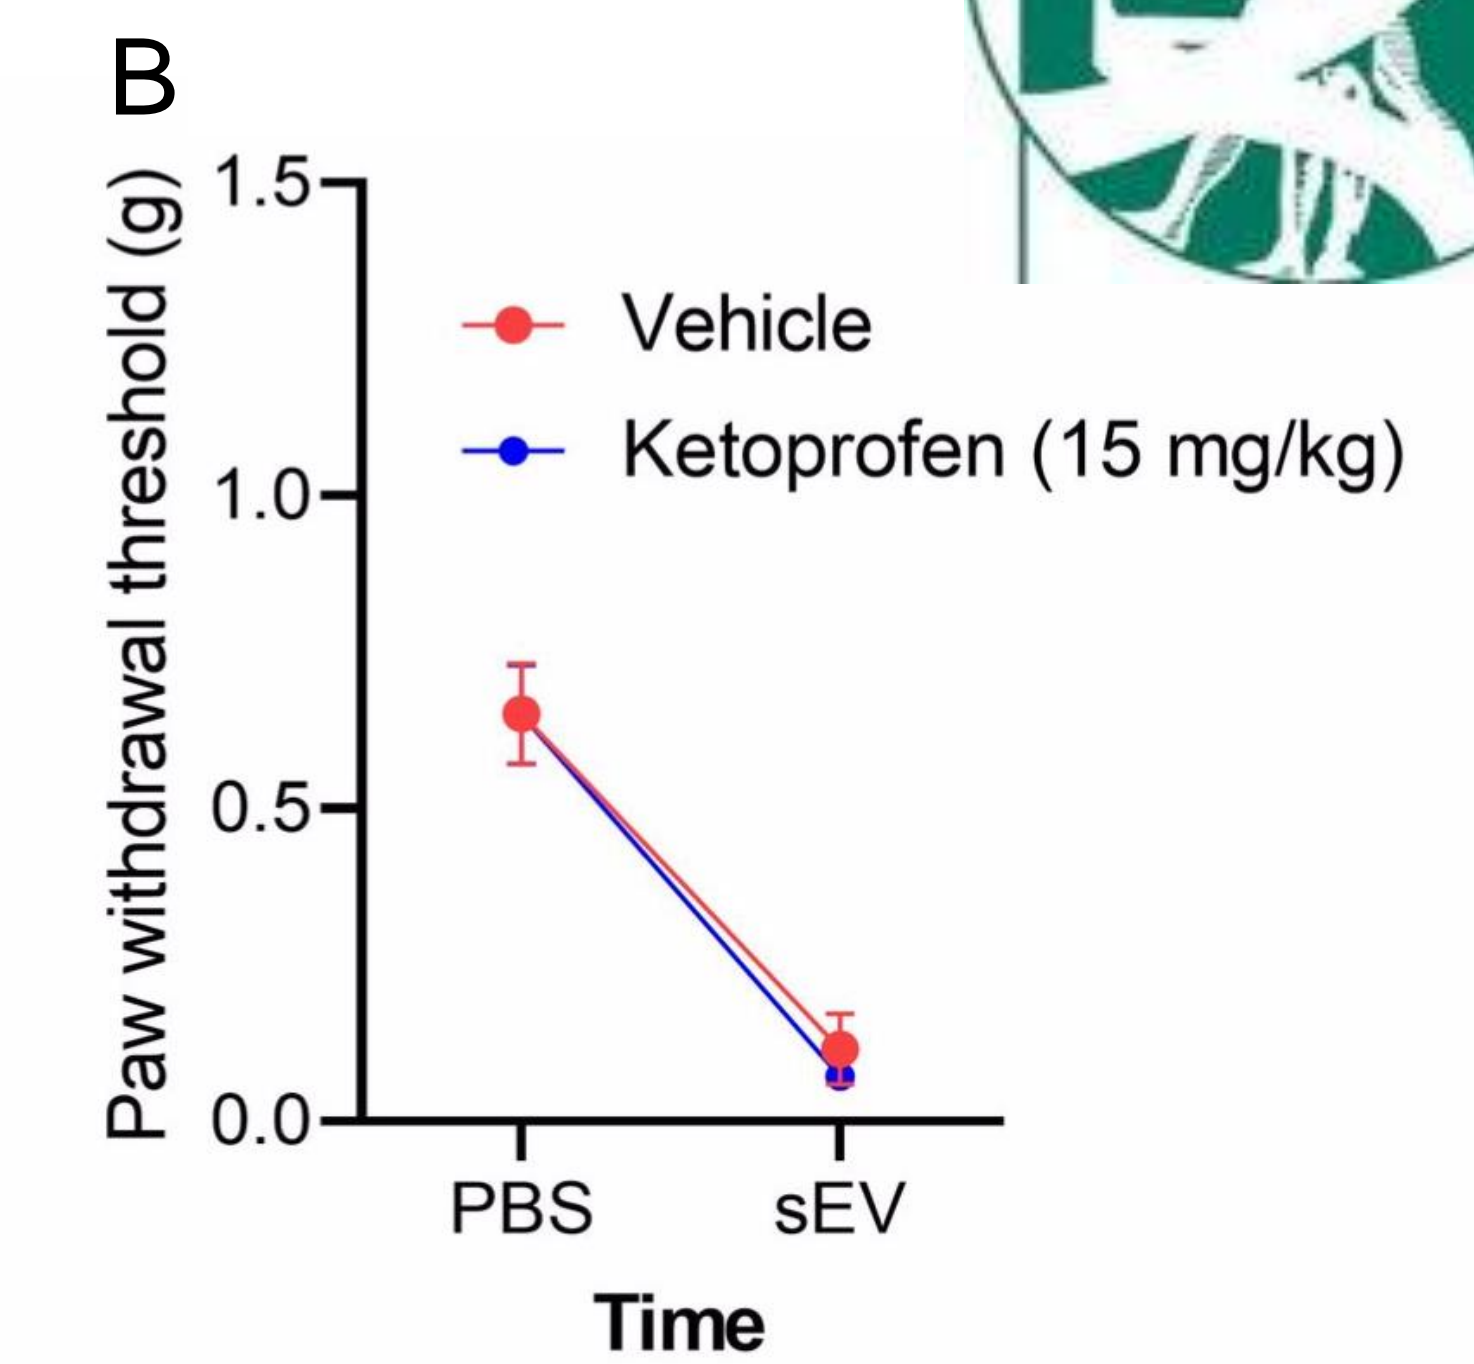 B
Paw withdrawal threshold (g)
1.5
1.0
0.5
0.0
Vehicle
Ketoprofen (15 mg/kg)
PBS
sEV
Time